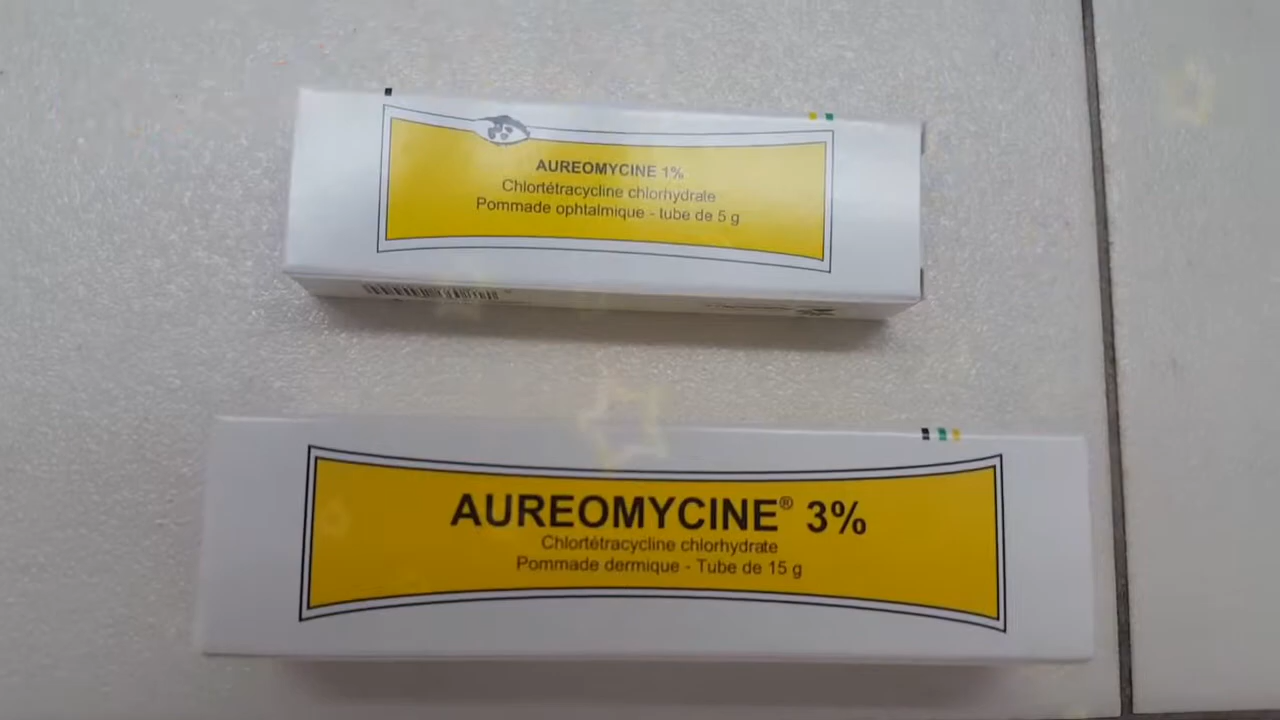 AUREOMYCINE 1%
Chlortétracycline chlorhydrate
Pommade ophtalmique - tube de 5 g
AUREOMYCINE® 3%
Chlortétracycline chlorhydrate
Pommade dermique - Tube de 15 g